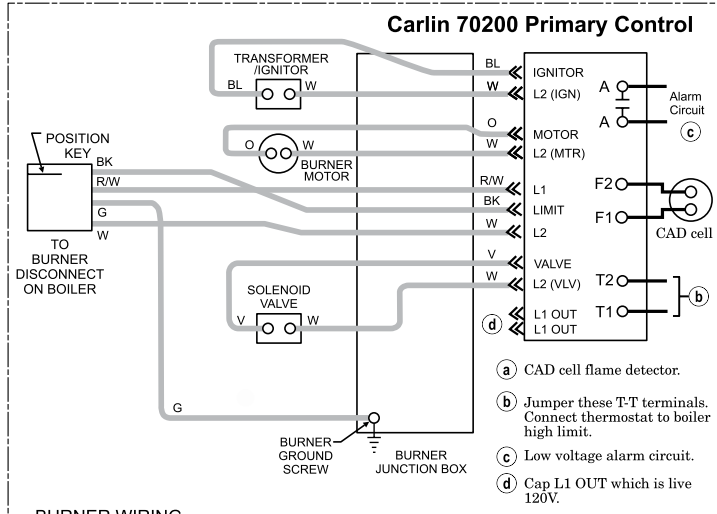 Carlin 70200 Primary Control
TRANSFORMER
/IGNITOR
BL
W
BL
IGNITOR
W
L2 (IGN)
A
A
Alarm
Circuit
c
O
MOTOR
O
W
W
L2 (MTR)
BURNER
MOTOR
POSITION
KEY
BK
R/W
G
W
TO
BURNER
DISCONNECT
ON BOILER
R/W
L1
BK
LIMIT
W
L2
F2
F1
CAD cell
V
VALVE
W
L2 (VLV)
T2
T1
b
SOLENOID
VALVE
V
W
d
L1 OUT
L1 OUT
G
BURNER
GROUND
SCREW
BURNER
JUNCTION BOX
a CAD cell flame detector.
b Jumper these T-T terminals.
Connect thermostat to boiler
high limit.
c Low voltage alarm circuit.
d Cap L1 OUT which is live
120V.
BURNER WIRING